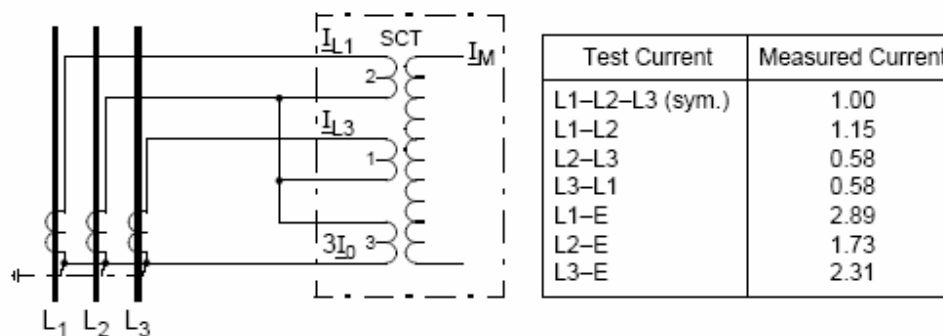 I_L1 SCT I_M
2
I_L3
1
3I_0 3
L1 L2 L3
Test Current Measured Current
L1–L2–L3 (sym.) 1.00
L1–L2 1.15
L2–L3 0.58
L3–L1 0.58
L1–E 2.89
L2–E 1.73
L3–E 2.31